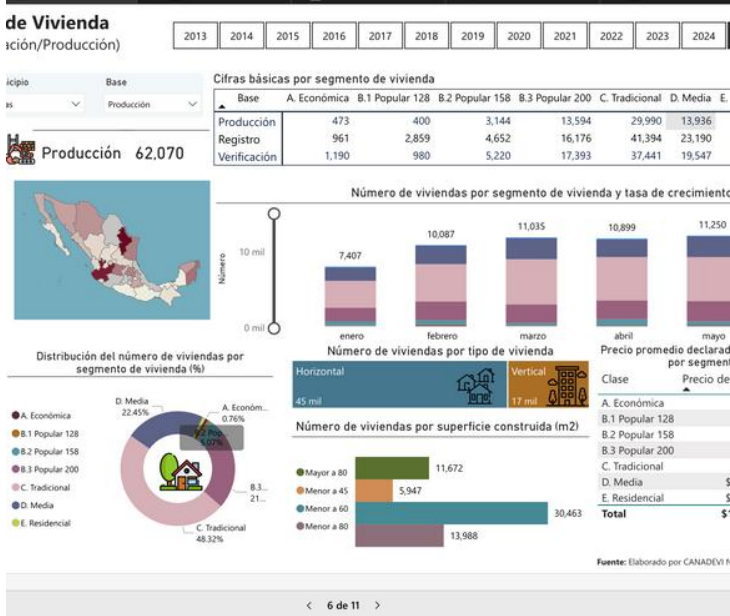 de Vivienda
ación/Producción)
2013 2014 2015 2016 2017 2018 2019 2020 2021 2022 2023 2024
icipio
as
Base
Producción
Producción 62,070
Cifras básicas por segmento de vivienda
Base A. Económica B.1 Popular 128 B.2 Popular 158 B.3 Popular 200 C. Tradicional D. Media E.
Producción 473 400 3,144 13,594 29,990 13,936
Registro 961 2,859 4,652 16,176 41,394 23,190
Verificación 1,190 980 5,220 17,393 37,441 19,547
Número de viviendas por segmento de vivienda y tasa de crecimiento
Número
10 mil
0 mil
7,407 10,087 11,035 10,899 11,250
enero febrero marzo abril mayo
Distribución del número de viviendas por
segmento de vivienda (%)
A. Económica
B.1 Popular 128
B.2 Popular 158
B.3 Popular 200
C. Tradicional
D. Media
E. Residencial
D. Media
22.45%
A. Económ...
0.76%
B.2 Pop...
5.07%
B.3...
21...
C. Tradicional
48.32%
Número de viviendas por tipo de vivienda
Horizontal
45 mil
Vertical
17 mil
Número de viviendas por superficie construida (m2)
Mayor a 80
Menor a 45
Menor a 60
Menor a 80
11,672
5,947
30,463
13,988
Precio promedio declarad
por segment
Clase Precio de
A. Económica
B.1 Popular 128
B.2 Popular 158
B.3 Popular 200
C. Tradicional
D. Media $
E. Residencial $
Total $1
Fuente: Elaborado por CANADEVI N
6 de 11